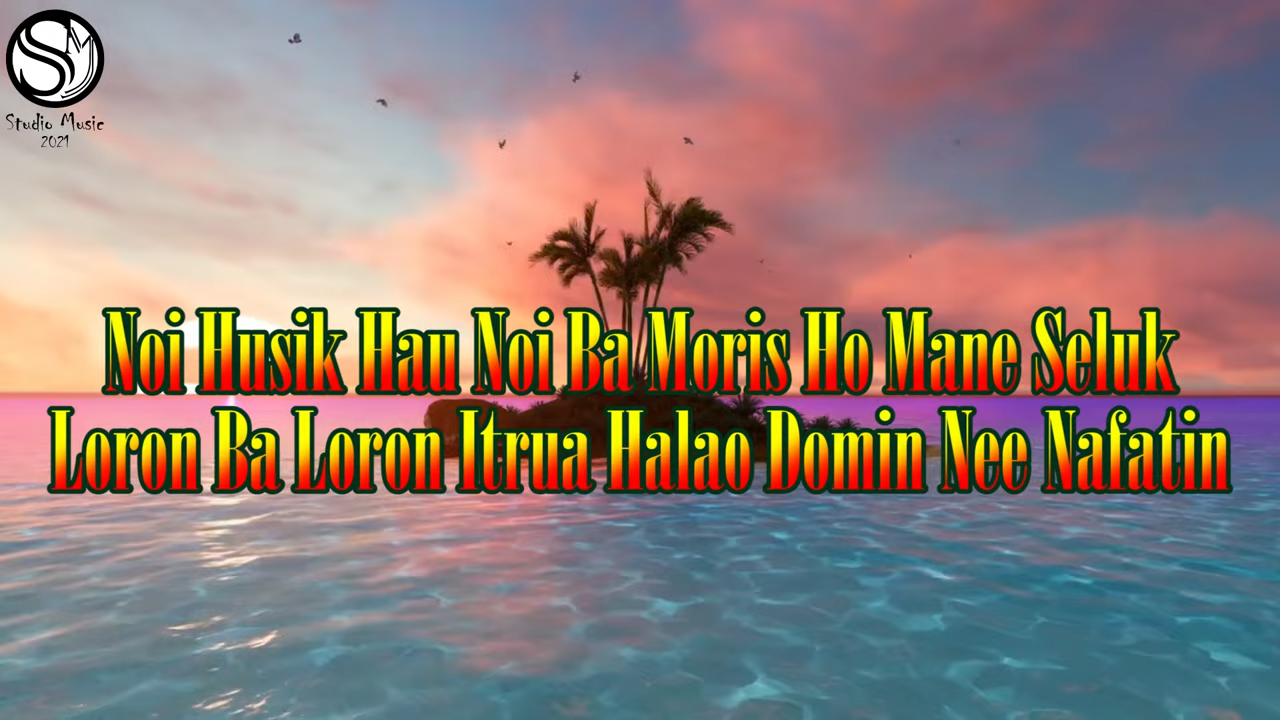 SM
Studio Music
2021
Noi Husik Hau Noi Ba Moris Ho Mane Seluk
Loron Ba Loron Itrua Halao Domin Nee Nafatin